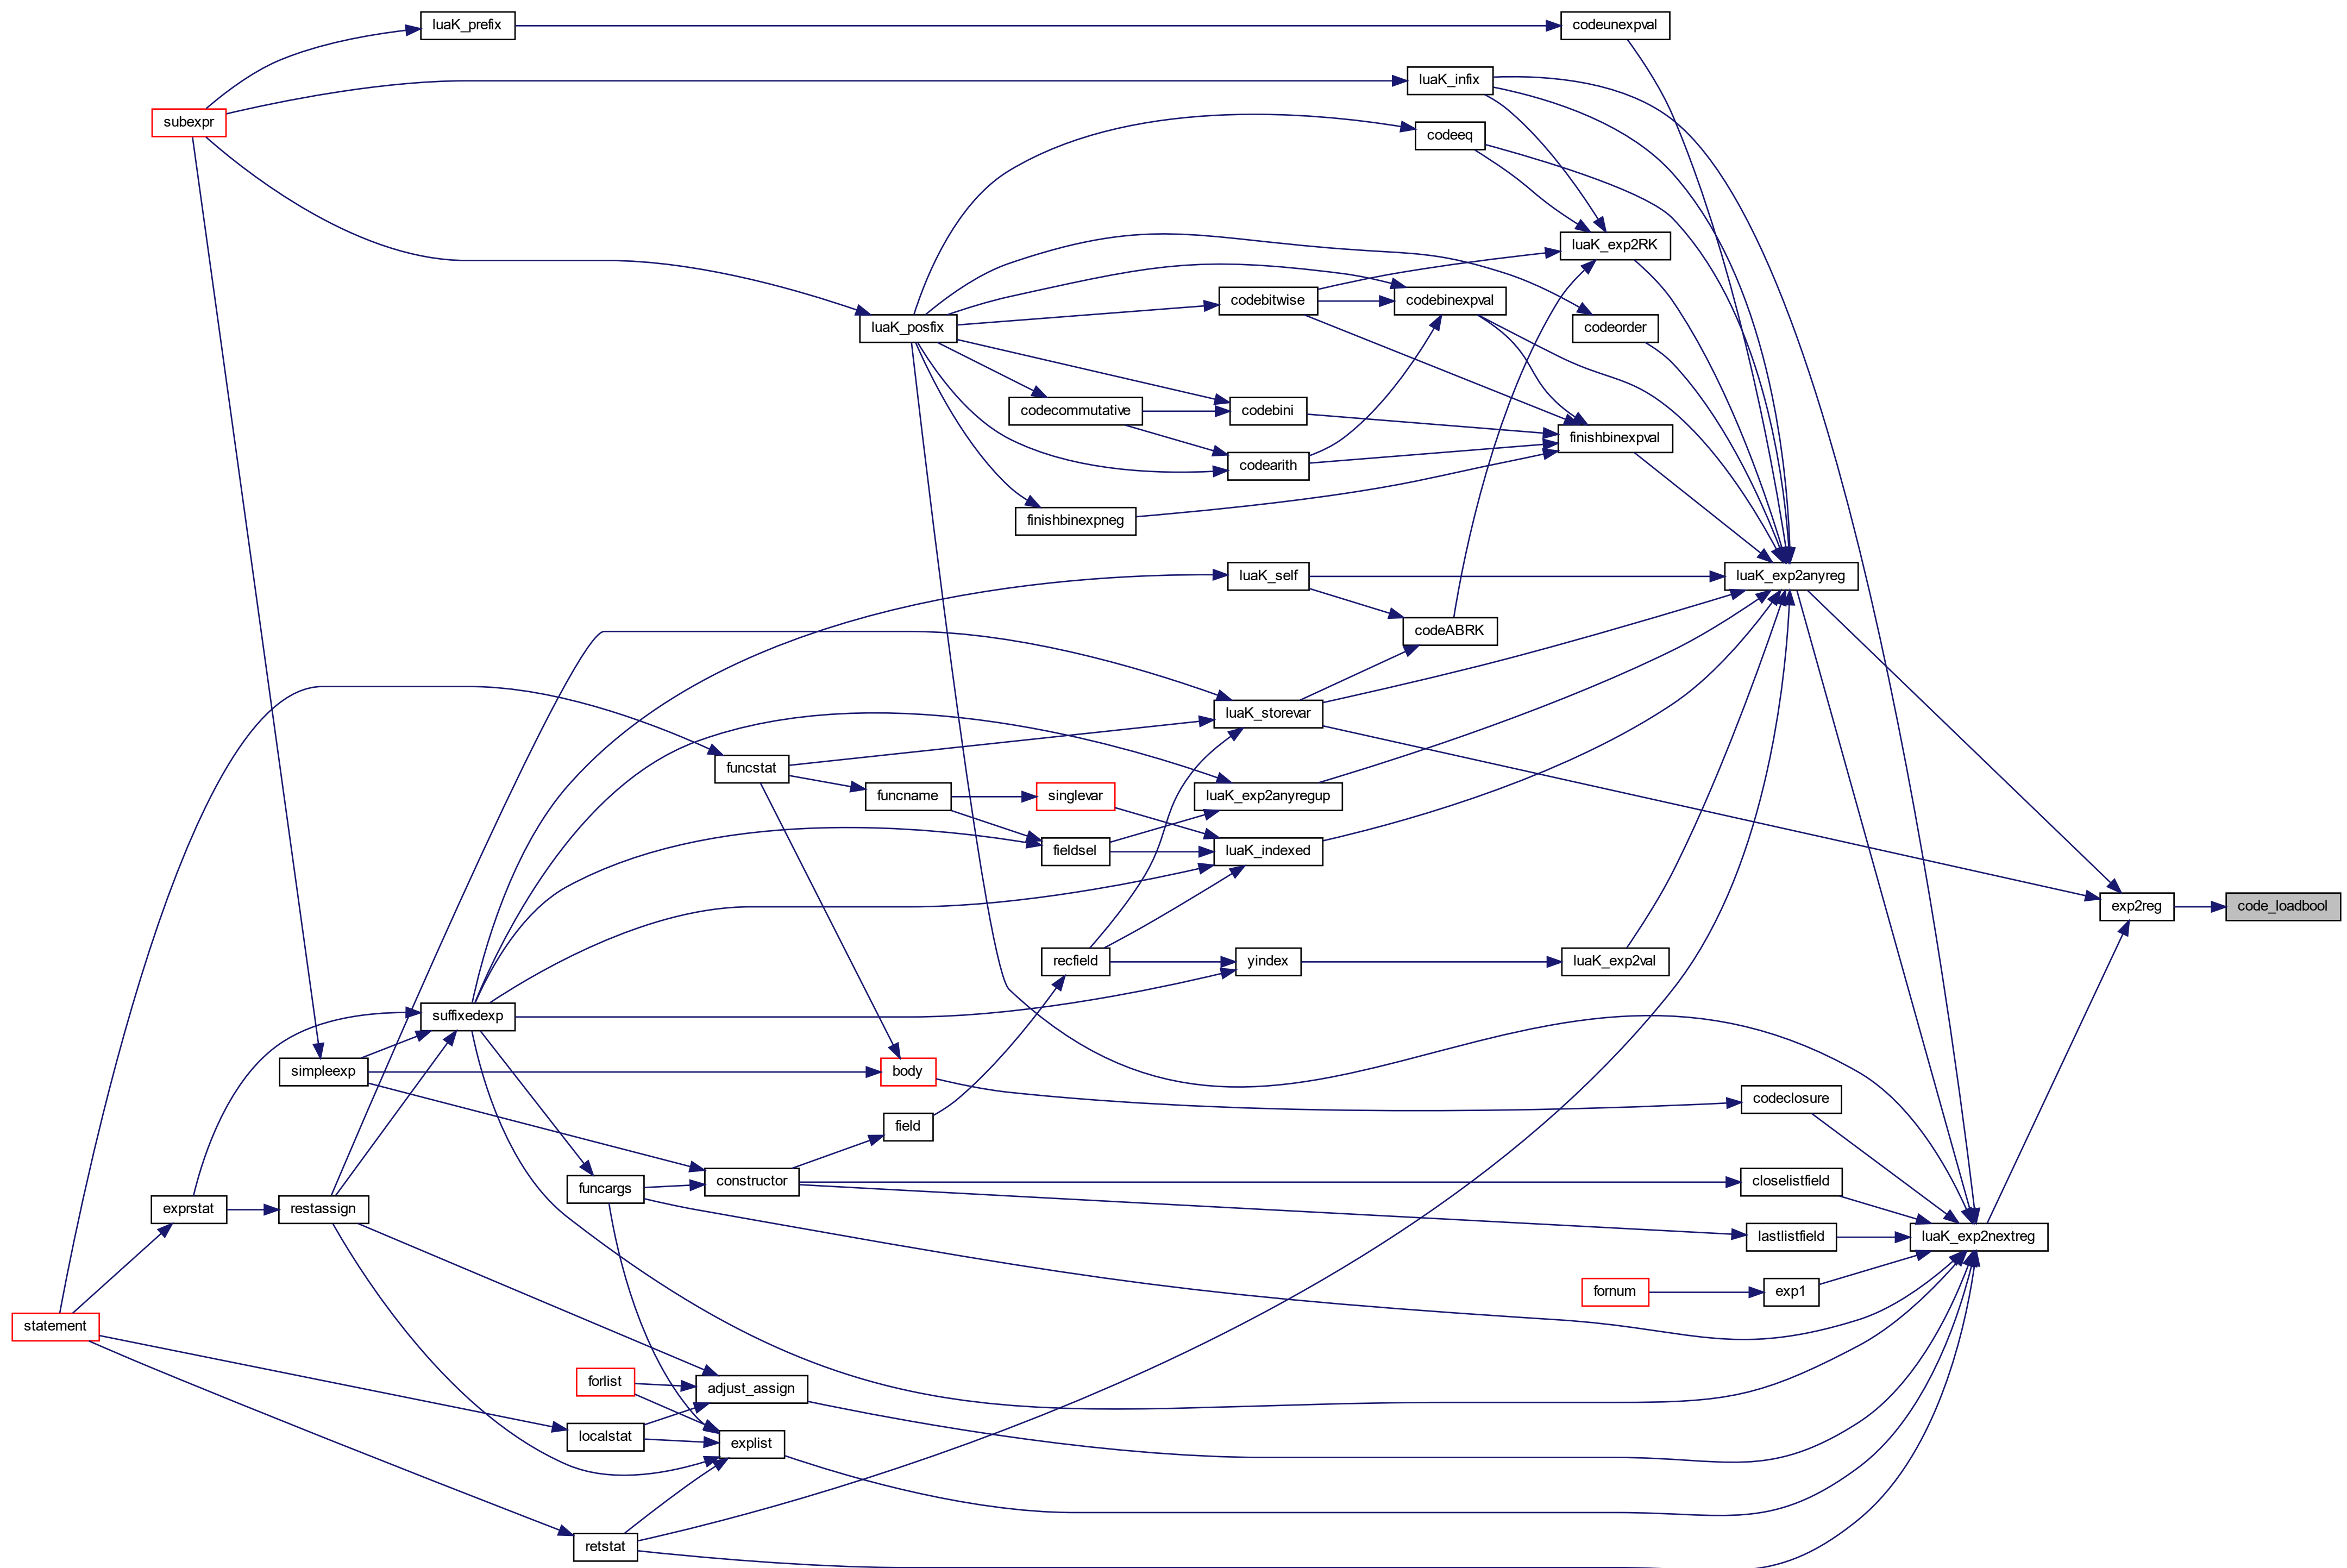 luaK_prefix
codeunexpval
luaK_infix
subexpr
codeeq
luaK_exp2RK
codebitwise
codebinexpval
luaK_posfix
codeorder
codecommutative
codebini
finishbinexpval
codearith
finishbinexpneg
luaK_self
luaK_exp2anyreg
codeABRK
luaK_storevar
funcstat
funcname
singlevar
luaK_exp2anyregup
fieldsel
luaK_indexed
exp2reg
code_loadbool
recfield
yindex
luaK_exp2val
suffixedexp
simpleexp
body
codeclosure
field
funcargs
constructor
closelistfield
exprstat
restassign
lastlistfield
luaK_exp2nextreg
fornum
exp1
statement
forlist
adjust_assign
localstat
explist
retstat